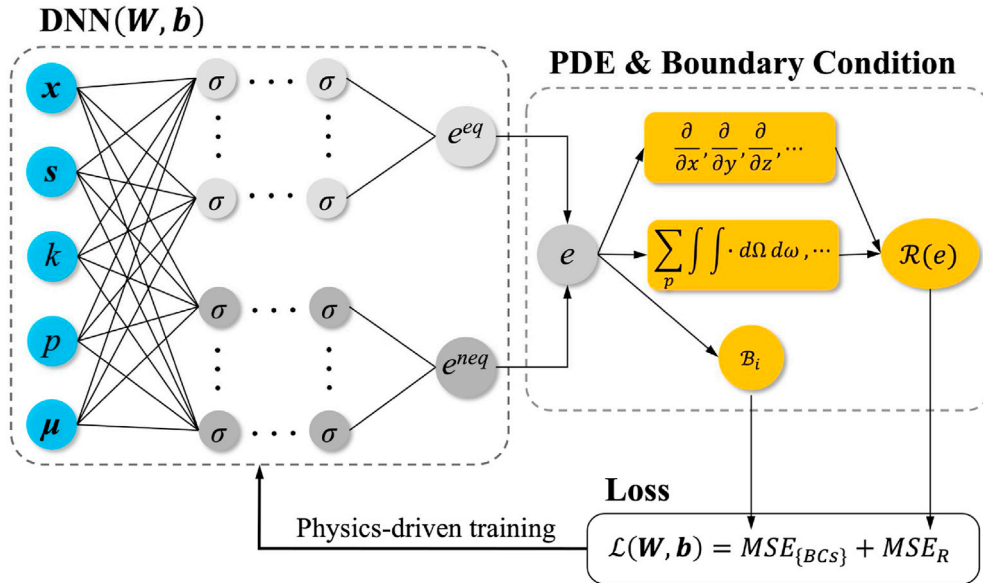 DNN(W, b)
x
s
k
p
μ
σ · · · σ
σ · · · σ
σ · · · σ
σ · · · σ
e^{eq}
e^{neq}
PDE & Boundary Condition
e
∂/∂x, ∂/∂y, ∂/∂z, ⋯
∑_p ∫ ∫ · dΩ dω, ⋯
ℛ(e)
ℬ_i
Physics-driven training
Loss
ℒ(W, b) = MSE_{\{BCs\}} + MSE_R